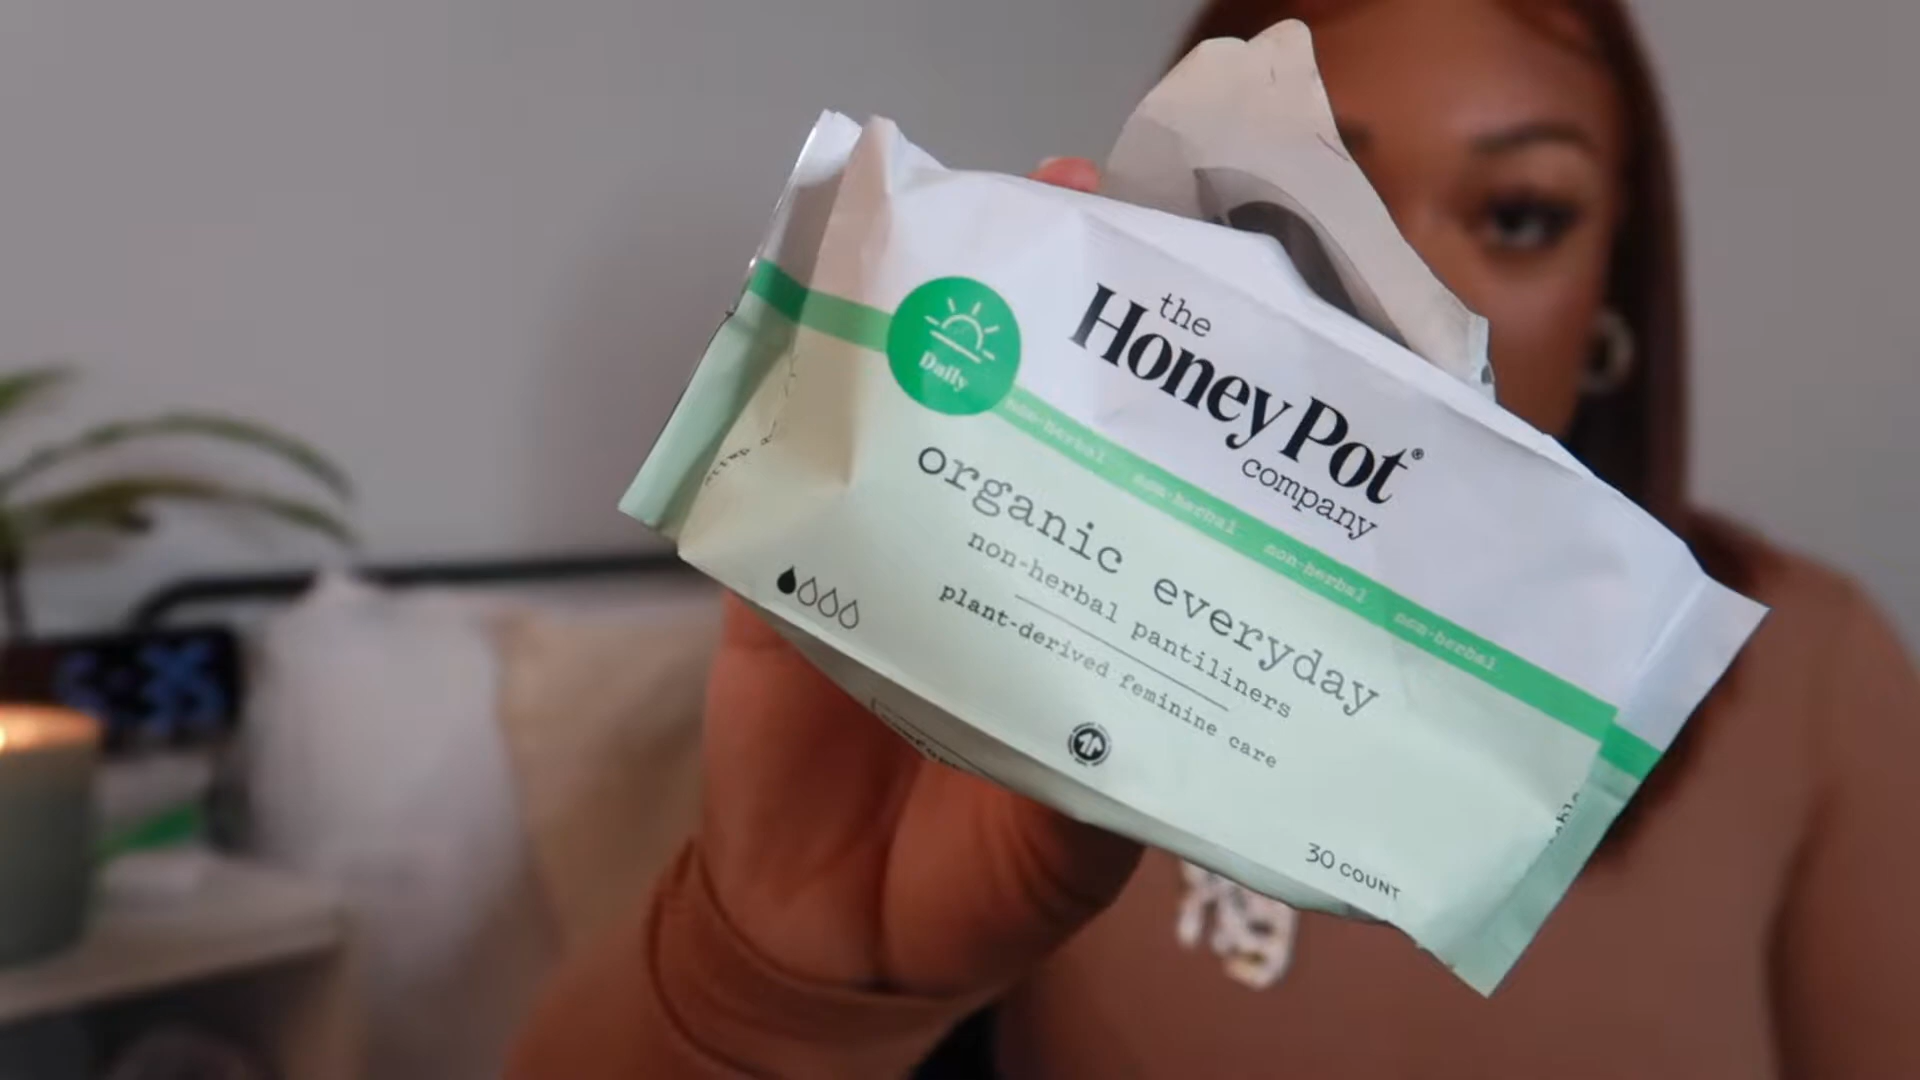 the
Honey Pot®
company
Daily
non-herbal non-herbal non-herbal non-herbal
organic everyday
non-herbal pantiliners
plant-derived feminine care
30 COUNT